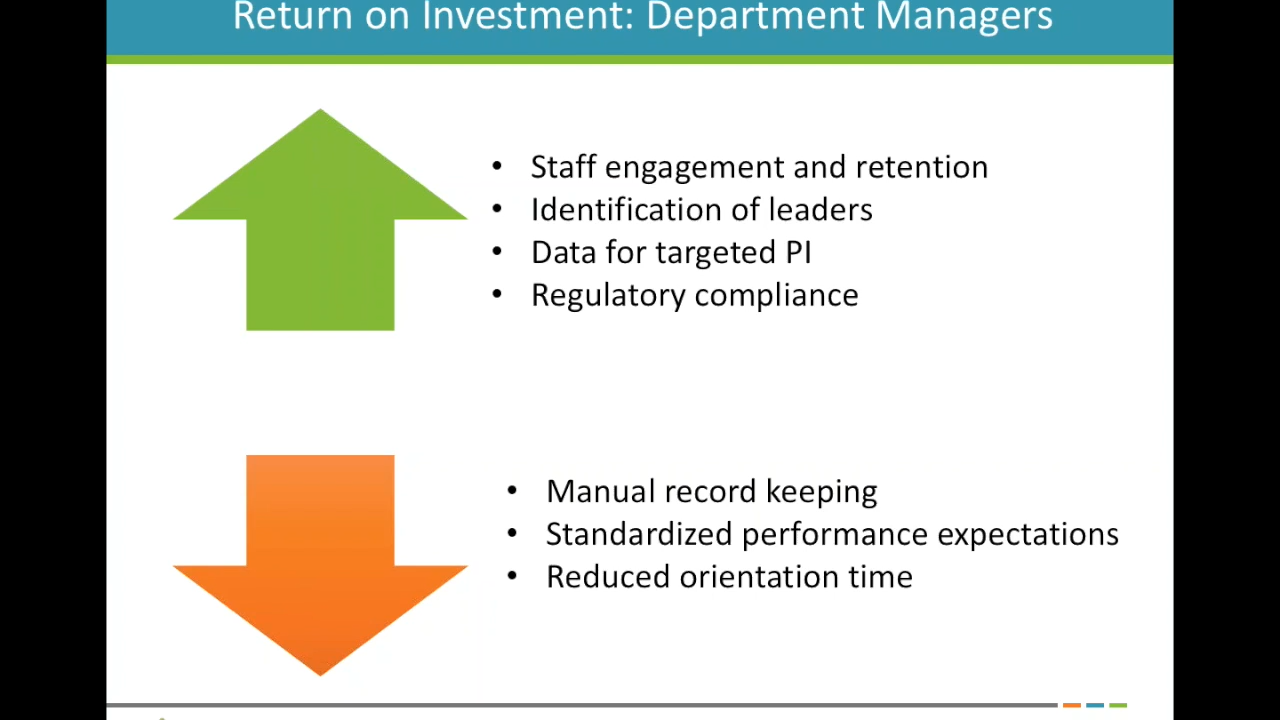 Return on Investment: Department Managers
• Staff engagement and retention
• Identification of leaders
• Data for targeted PI
• Regulatory compliance
• Manual record keeping
• Standardized performance expectations
• Reduced orientation time